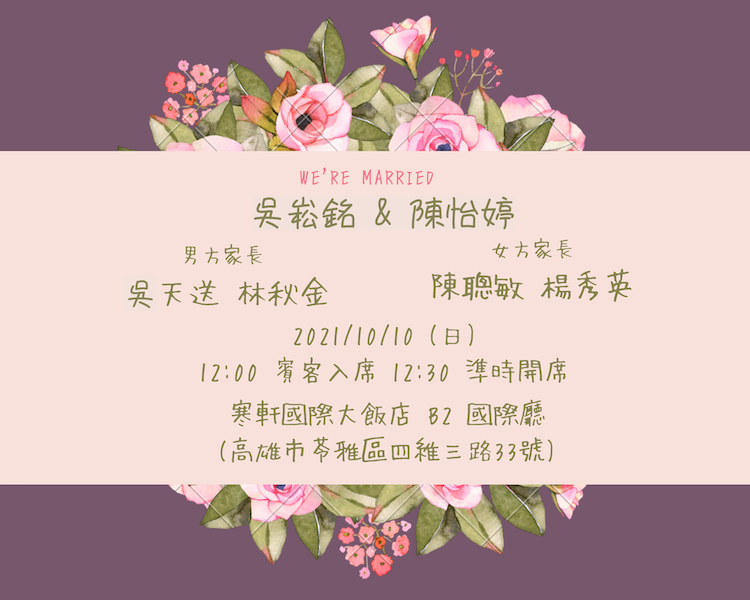 WE'RE MARRIED
吳崧銘 & 陳怡婷
男方家長
女方家長
吳天送 林秋金
陳聰敏 楊秀英
2021/10/10 (日)
12:00 賓客入席 12:30 準時開席
寒軒國際大飯店 B2 國際廳
(高雄市苓雅區四維三路33號)